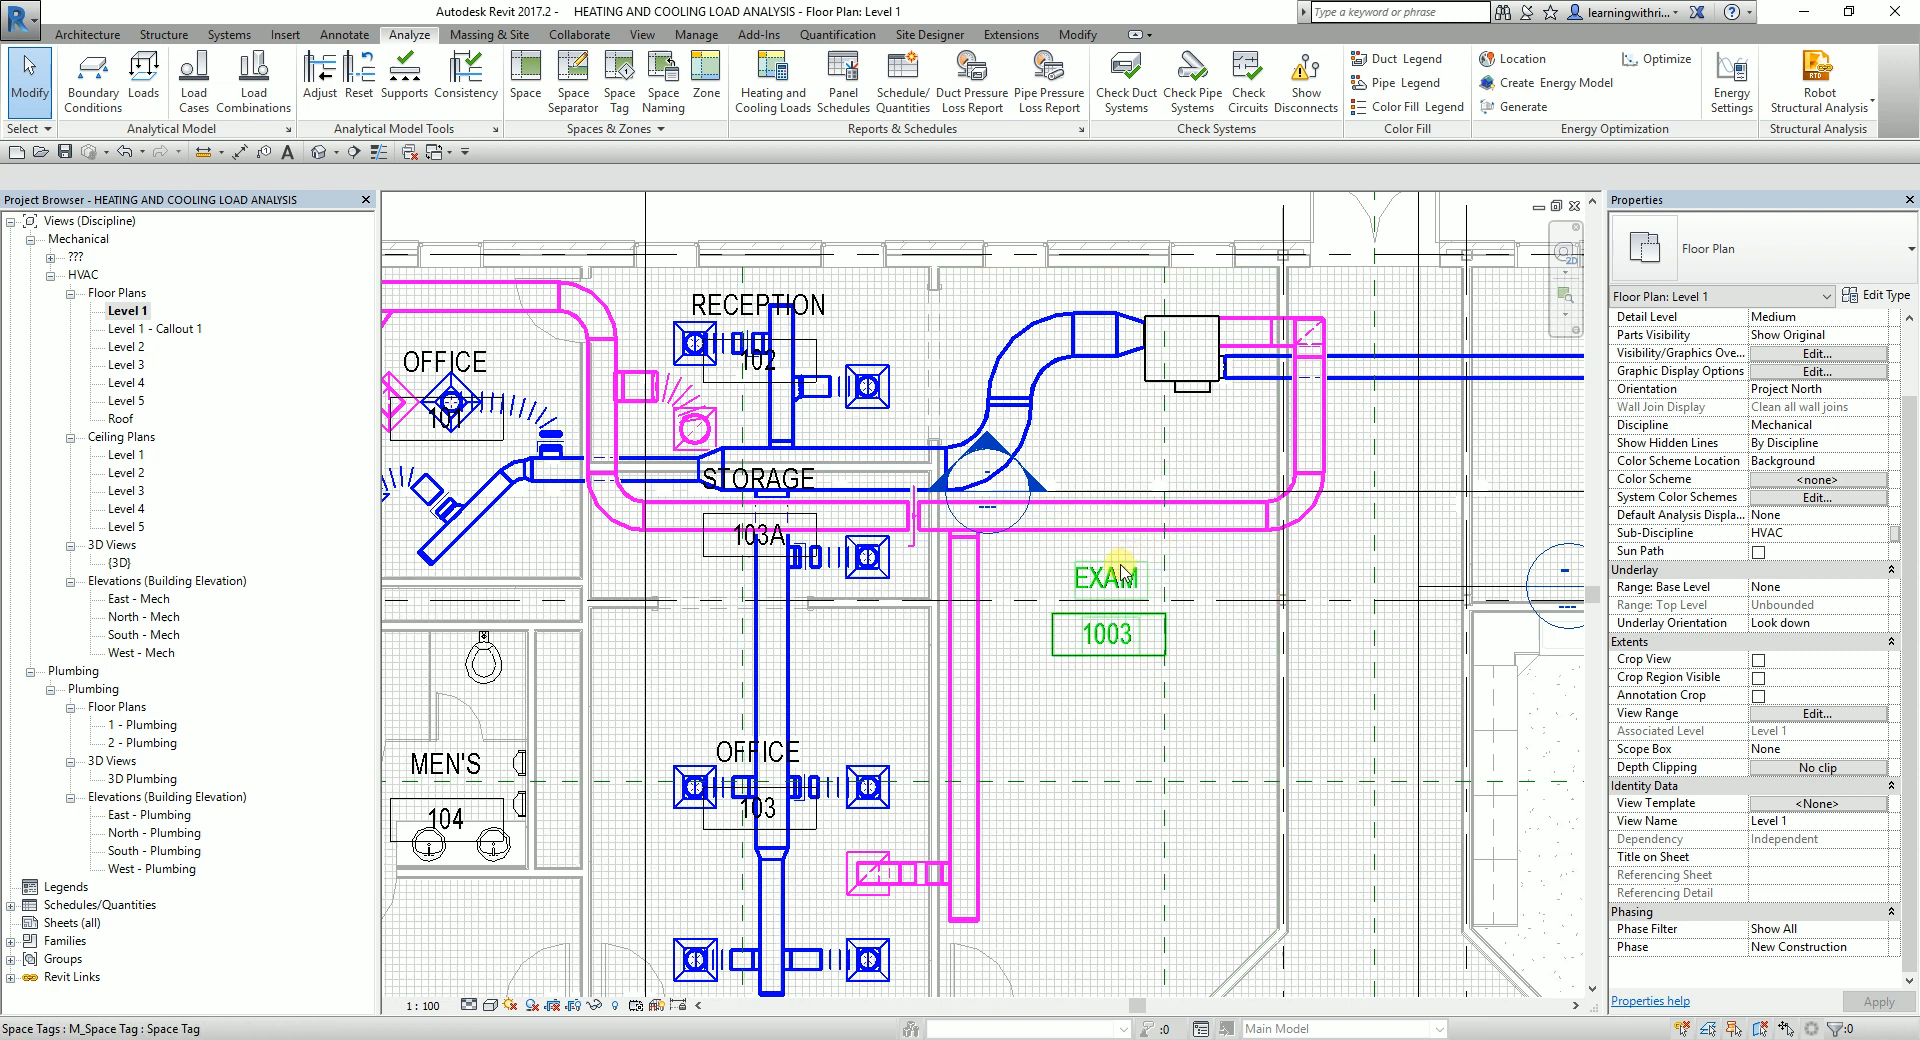 Autodesk Revit 2017.2 - HEATING AND COOLING LOAD ANALYSIS - Floor Plan: Level 1
Type a keyword or phrase
learningwithri...
Architecture Structure Systems Insert Annotate Analyze Massing & Site Collaborate View Manage Add-Ins Quantification Site Designer Extensions Modify
Modify
Boundary Conditions
Loads
Load Cases
Load Combinations
Adjust
Reset
Supports
Consistency
Space
Space Separator
Space Tag
Space Naming
Zone
Heating and Cooling Loads
Panel Schedules
Schedule/ Quantities
Duct Pressure Loss Report
Pipe Pressure Loss Report
Check Duct Systems
Check Pipe Systems
Check Circuits
Show Disconnects
Duct Legend
Pipe Legend
Color Fill Legend
Location
Create Energy Model
Generate
Optimize
Energy Settings
Robot Structural Analysis
Select
Analytical Model
Analytical Model Tools
Spaces & Zones
Reports & Schedules
Check Systems
Color Fill
Energy Optimization
Structural Analysis
Project Browser - HEATING AND COOLING LOAD ANALYSIS
Views (Discipline)
Mechanical
???
HVAC
Floor Plans
Level 1
Level 1 - Callout 1
Level 2
Level 3
Level 4
Level 5
Roof
Ceiling Plans
Level 1
Level 2
Level 3
Level 4
Level 5
3D Views
{3D}
Elevations (Building Elevation)
East - Mech
North - Mech
South - Mech
West - Mech
Plumbing
Plumbing
Floor Plans
1 - Plumbing
2 - Plumbing
3D Views
3D Plumbing
Elevations (Building Elevation)
East - Plumbing
North - Plumbing
South - Plumbing
West - Plumbing
Legends
Schedules/Quantities
Sheets (all)
Families
Groups
Revit Links
RECEPTION
102
OFFICE
101
STORAGE
103A
EXAM
1003
OFFICE
103
MEN'S
104
2D
1 : 100
Properties
Floor Plan
Floor Plan: Level 1
Edit Type
Detail Level Medium
Parts Visibility Show Original
Visibility/Graphics Ove... Edit...
Graphic Display Options Edit...
Orientation Project North
Wall Join Display Clean all wall joins
Discipline Mechanical
Show Hidden Lines By Discipline
Color Scheme Location Background
Color Scheme <none>
System Color Schemes Edit...
Default Analysis Displa... None
Sub-Discipline HVAC
Sun Path
Underlay
Range: Base Level None
Range: Top Level Unbounded
Underlay Orientation Look down
Extents
Crop View
Crop Region Visible
Annotation Crop
View Range Edit...
Associated Level Level 1
Scope Box None
Depth Clipping No clip
Identity Data
View Template <None>
View Name Level 1
Dependency Independent
Title on Sheet
Referencing Sheet
Referencing Detail
Phasing
Phase Filter Show All
Phase New Construction
Properties help
Apply
Space Tags : M_Space Tag : Space Tag
:0
Main Model
:0